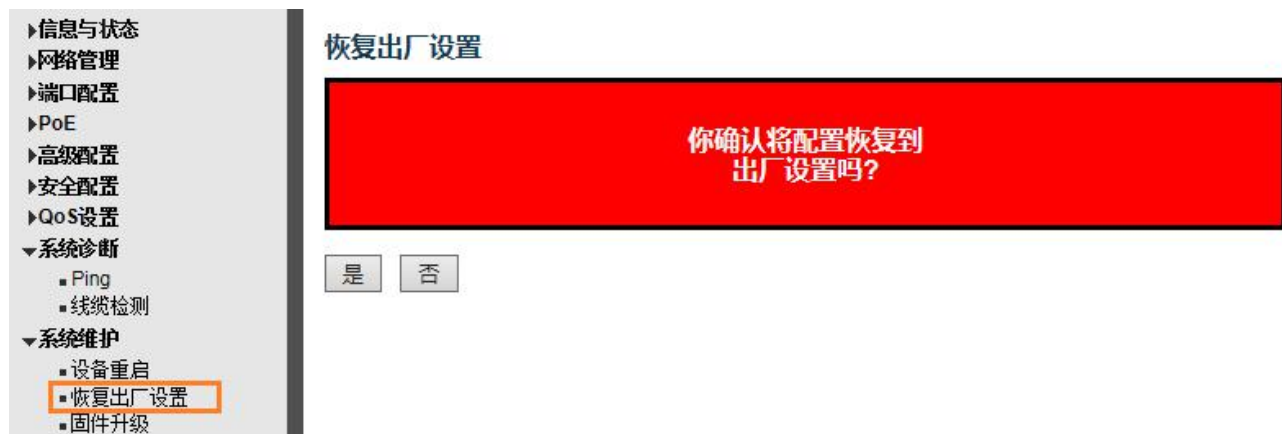 信息与状态
网络管理
端口配置
PoE
高级配置
安全配置
QoS设置
系统诊断
Ping
线缆检测
系统维护
设备重启
恢复出厂设置
固件升级
恢复出厂设置
你确认将配置恢复到
出厂设置吗?
是 否